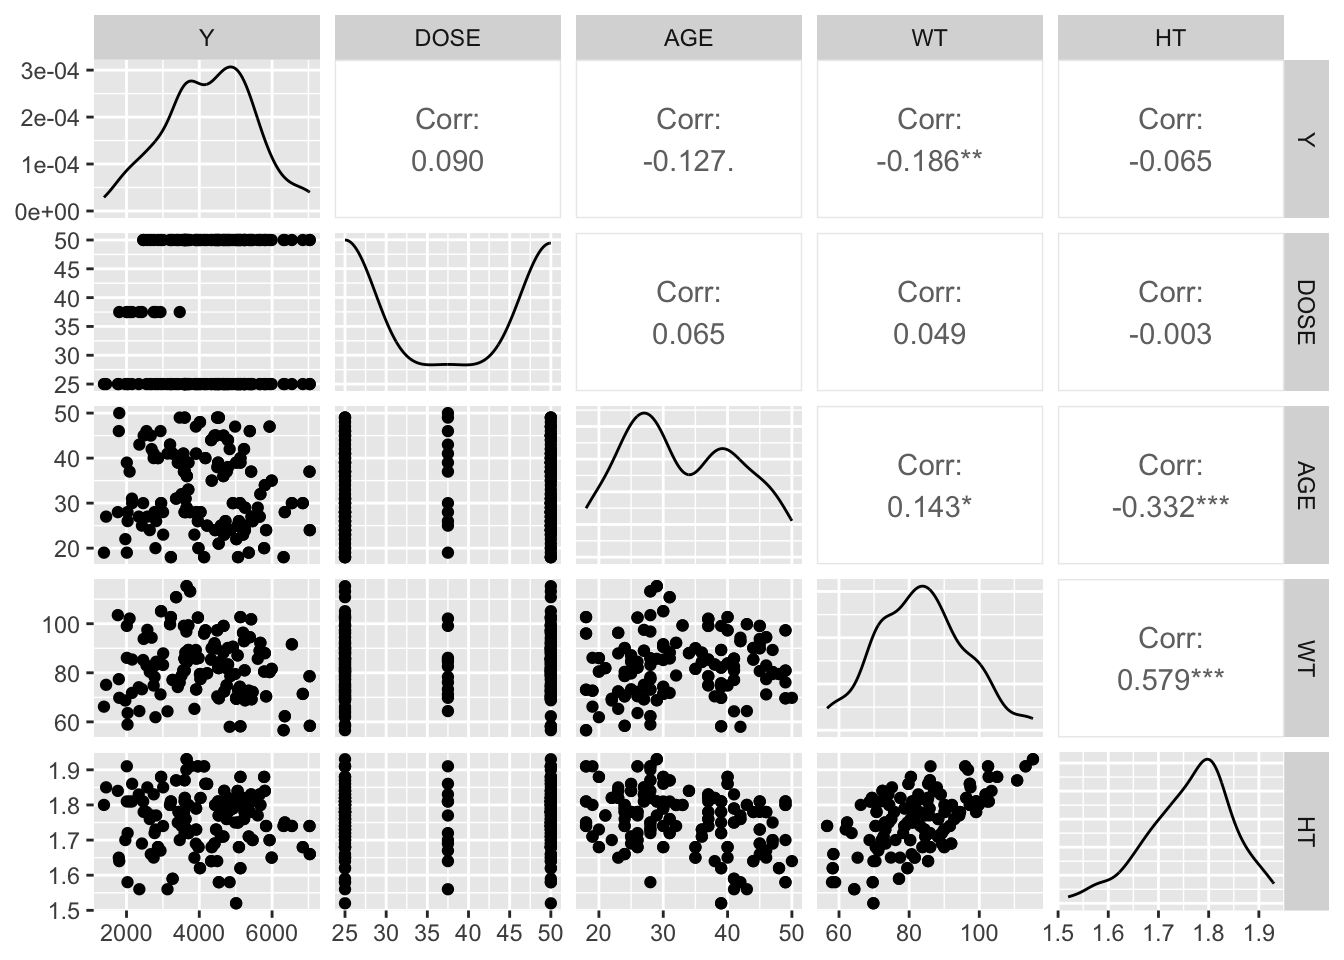 Y DOSE AGE WT HT
3e-04
2e-04
1e-04
0e+00
Corr:
0.090
Corr:
-0.127.
Corr:
-0.186**
Corr:
-0.065
Y
50
45
40
35
30
25
Corr:
0.065
Corr:
0.049
Corr:
-0.003
DOSE
50
40
30
20
Corr:
0.143*
Corr:
-0.332***
AGE
100
80
60
Corr:
0.579***
WT
1.9
1.8
1.7
1.6
1.5
HT
2000 4000 6000 25 30 35 40 45 50 20 30 40 50 60 80 100 1.5 1.6 1.7 1.8 1.9